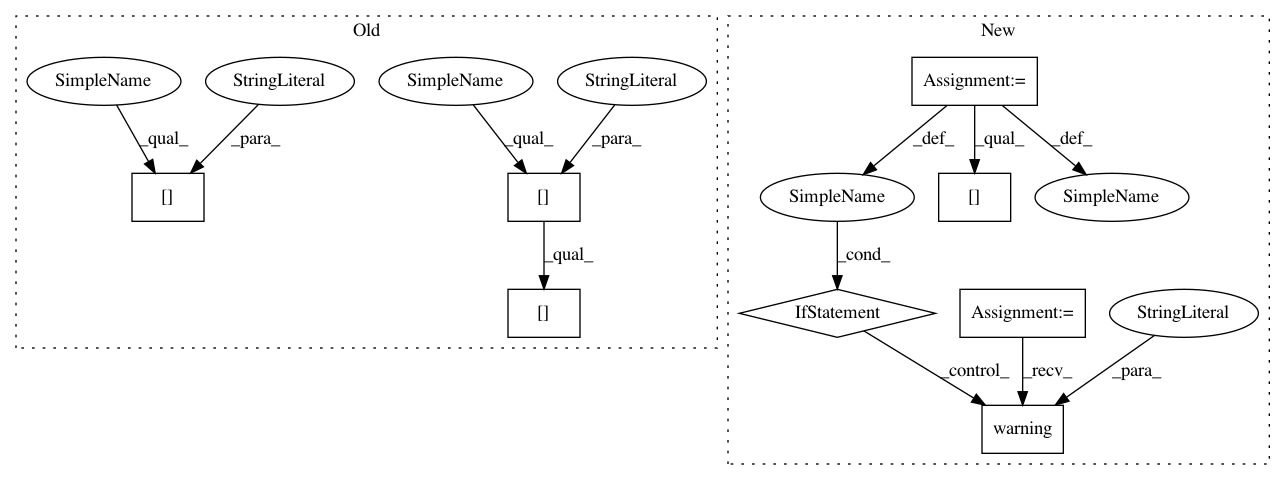 Old
New
SimpleName
StringLiteral
SimpleName
StringLiteral
Assignment:=
_qual_
_para_
_qual_
_para_
_def_
_qual_
_def_
[]
[]
SimpleName
[]
SimpleName
_qual_
_cond_
[]
IfStatement
Assignment:=
StringLiteral
_control_
_recv_
_para_
warning